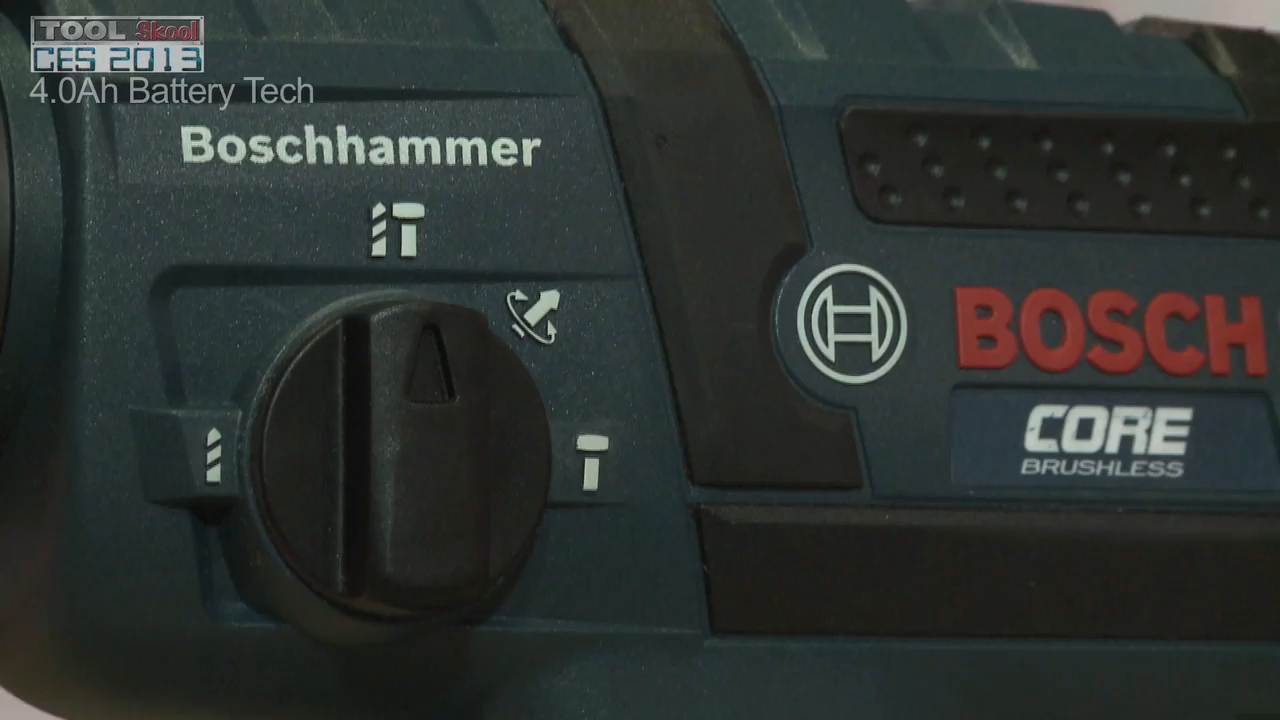 TOOL Skool
CES 2013
4.0Ah Battery Tech
Boschhammer
BOSCH
CORE
BRUSHLESS